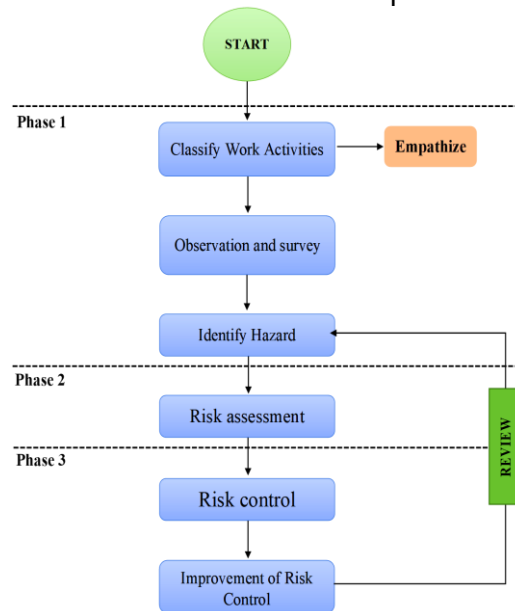 START
Phase 1
Classify Work Activities
Empathize
Observation and survey
Identify Hazard
Phase 2
Risk assessment
REVIEW
Phase 3
Risk control
Improvement of Risk
Control